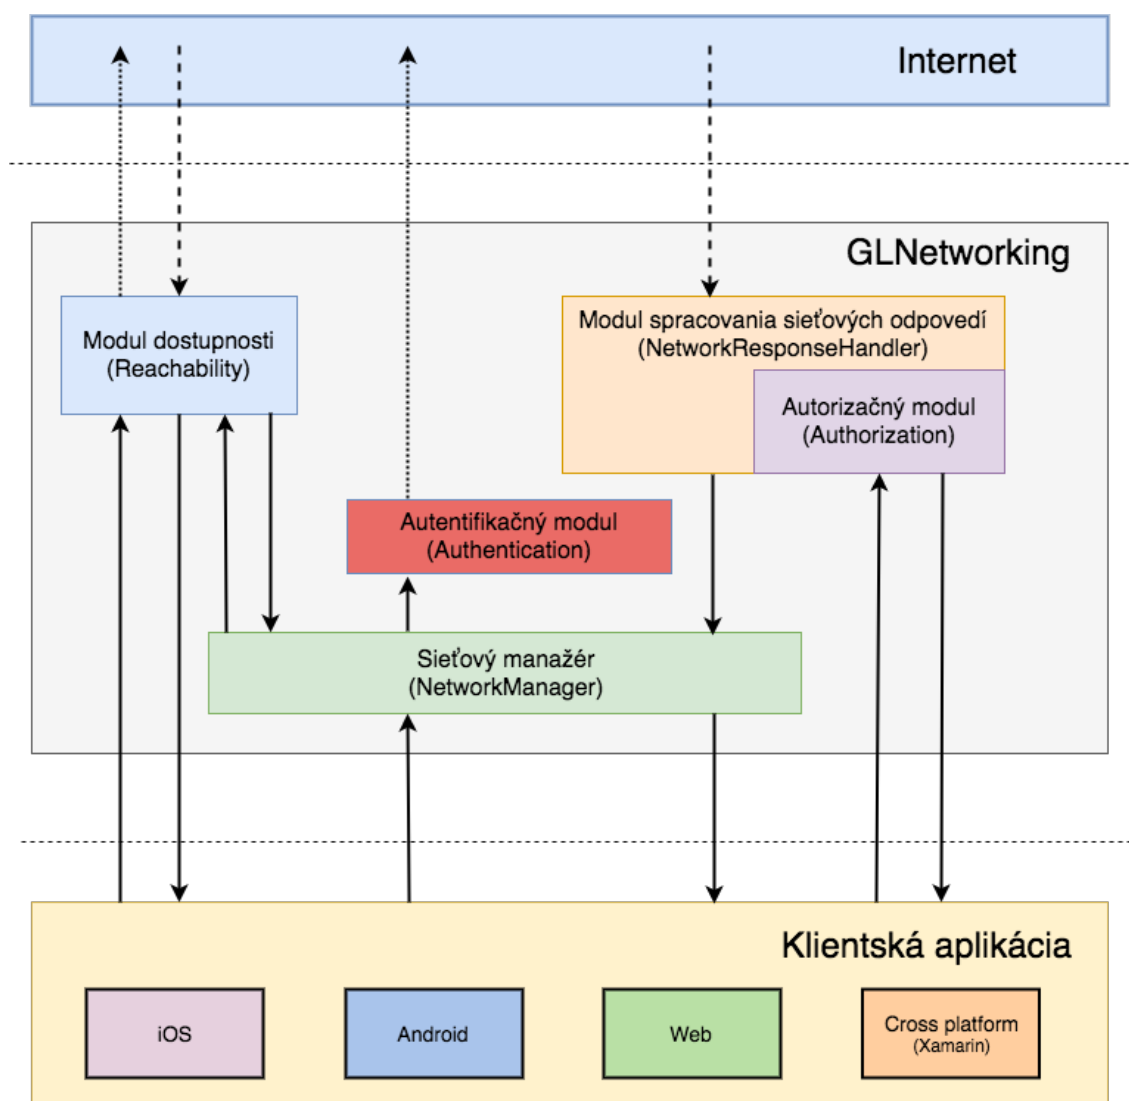 Internet
GLNetworking
Modul dostupnosti
(Reachability)
Modul spracovania sieťových odpovedí
(NetworkResponseHandler)
Autorizačný modul
(Authorization)
Autentifikačný modul
(Authentication)
Sieťový manažér
(NetworkManager)
Klientská aplikácia
iOS
Android
Web
Cross platform
(Xamarin)